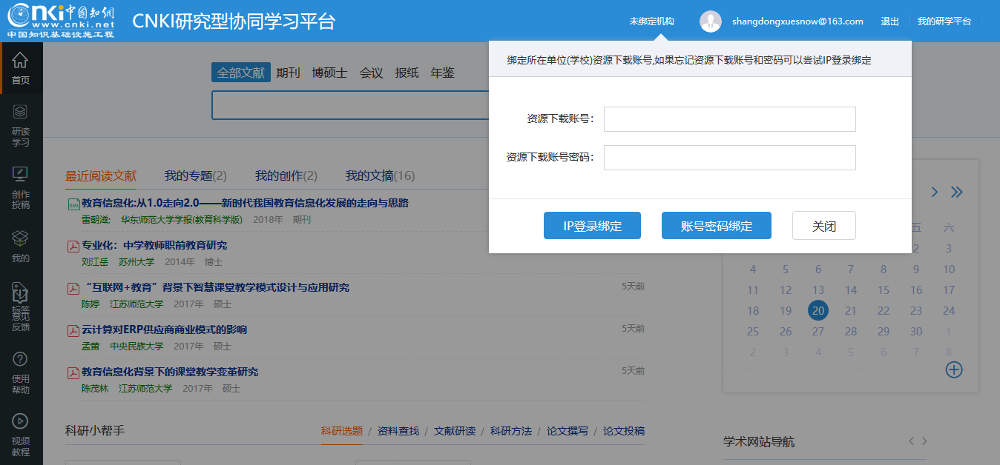 Cnki中国知网
www.cnki.net
中国知识基础设施工程
CNKI研究型协同学习平台
未绑定机构
shangdongxuesnow@163.com
退出
我的研学平台
首页
研读
学习
创作
投稿
我的
标签
意见
反馈
使用
帮助
视频
教程
全部文献 期刊 博硕士 会议 报纸 年鉴
绑定所在单位(学校)资源下载账号,如果忘记资源下载账号和密码可以尝试IP登录绑定
资源下载账号：
资源下载账号密码：
IP登录绑定
账号密码绑定
关闭
最近阅读文献 我的专题(2) 我的创作(2) 我的文摘(16)
XML
教育信息化:从1.0走向2.0——新时代我国教育信息化发展的走向与思路
雷朝滋; 华东师范大学学报(教育科学版) 2018年 期刊
专业化：中学教师职前教育研究
刘江岳 苏州大学 2014年 博士
“互联网+教育”背景下智慧课堂教学模式设计与应用研究
5天前
陈婷 江苏师范大学 2017年 硕士
云计算对ERP供应商商业模式的影响
5天前
孟苗 中央民族大学 2017年 硕士
教育信息化背景下的课堂教学变革研究
5天前
陈茂林 江苏师范大学 2017年 硕士
五 六
2 3
4 5 6 7 8 9 10
11 12 13 14 15 16 17
18 19 20 21 22 23 24
25 26 27 28 29 30 1
2 3 4 5 6 7 8
科研小帮手
科研选题 / 资料查找 / 文献研读 / 科研方法 / 论文撰写 / 论文投稿
学术网站导航